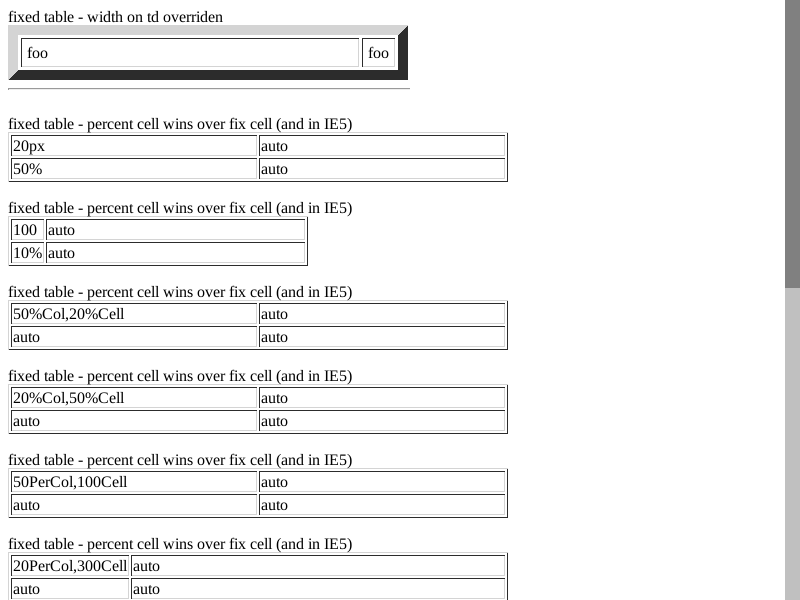 fixed table - width on td overriden
foo foo
fixed table - percent cell wins over fix cell (and in IE5)
20px auto
50% auto
fixed table - percent cell wins over fix cell (and in IE5)
100 auto
10% auto
fixed table - percent cell wins over fix cell (and in IE5)
50%Col,20%Cell auto
auto auto
fixed table - percent cell wins over fix cell (and in IE5)
20%Col,50%Cell auto
auto auto
fixed table - percent cell wins over fix cell (and in IE5)
50PerCol,100Cell auto
auto auto
fixed table - percent cell wins over fix cell (and in IE5)
20PerCol,300Cell auto
auto auto